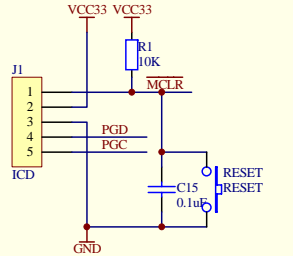 VCC33 VCC33
R1
10K
J1
MCLR
1
2
3
4
5
PGD
PGC
ICD
C15
0.1uF
RESET
RESET
GND